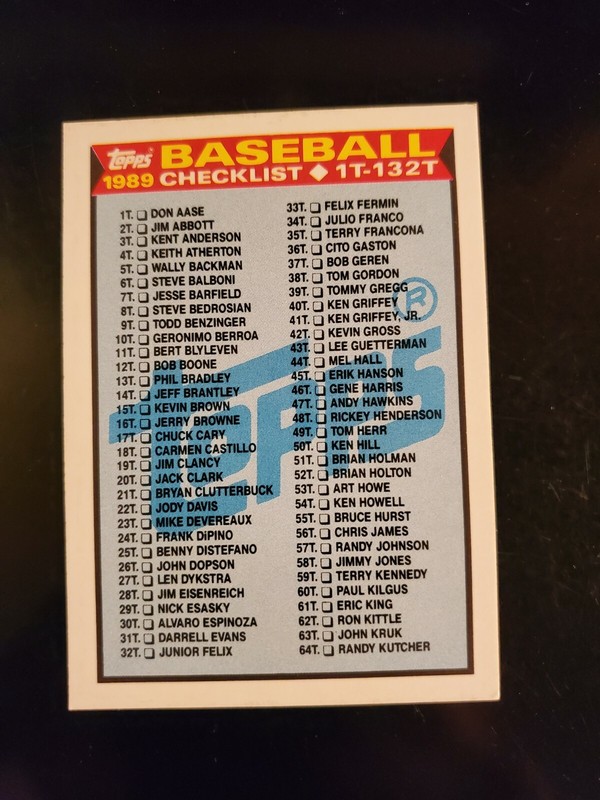 Topps BASEBALL
1989 CHECKLIST ◆ 1T-132T
1T. ☐ DON AASE
2T. ☐ JIM ABBOTT
3T. ☐ KENT ANDERSON
4T. ☐ KEITH ATHERTON
5T. ☐ WALLY BACKMAN
6T. ☐ STEVE BALBONI
7T. ☐ JESSE BARFIELD
8T. ☐ STEVE BEDROSIAN
9T. ☐ TODD BENZINGER
10T. ☐ GERONIMO BERROA
11T. ☐ BERT BLYLEVEN
12T. ☐ BOB BOONE
13T. ☐ PHIL BRADLEY
14T. ☐ JEFF BRANTLEY
15T. ☐ KEVIN BROWN
16T. ☐ JERRY BROWNE
17T. ☐ CHUCK CARY
18T. ☐ CARMEN CASTILLO
19T. ☐ JIM CLANCY
20T. ☐ JACK CLARK
21T. ☐ BRYAN CLUTTERBUCK
22T. ☐ JODY DAVIS
23T. ☐ MIKE DEVEREAUX
24T. ☐ FRANK DiPINO
25T. ☐ BENNY DISTEFANO
26T. ☐ JOHN DOPSON
27T. ☐ LEN DYKSTRA
28T. ☐ JIM EISENREICH
29T. ☐ NICK ESASKY
30T. ☐ ALVARO ESPINOZA
31T. ☐ DARRELL EVANS
32T. ☐ JUNIOR FELIX
33T. ☐ FELIX FERMIN
34T. ☐ JULIO FRANCO
35T. ☐ TERRY FRANCONA
36T. ☐ CITO GASTON
37T. ☐ BOB GEREN
38T. ☐ TOM GORDON
39T. ☐ TOMMY GREGG
40T. ☐ KEN GRIFFEY
41T. ☐ KEN GRIFFEY, JR.
42T. ☐ KEVIN GROSS
43T. ☐ LEE GUETTERMAN
44T. ☐ MEL HALL
45T. ☐ ERIK HANSON
46T. ☐ GENE HARRIS
47T. ☐ ANDY HAWKINS
48T. ☐ RICKEY HENDERSON
49T. ☐ TOM HERR
50T. ☐ KEN HILL
51T. ☐ BRIAN HOLMAN
52T. ☐ BRIAN HOLTON
53T. ☐ ART HOWE
54T. ☐ KEN HOWELL
55T. ☐ BRUCE HURST
56T. ☐ CHRIS JAMES
57T. ☐ RANDY JOHNSON
58T. ☐ JIMMY JONES
59T. ☐ TERRY KENNEDY
60T. ☐ PAUL KILGUS
61T. ☐ ERIC KING
62T. ☐ RON KITTLE
63T. ☐ JOHN KRUK
64T. ☐ RANDY KUTCHER
Topps ®